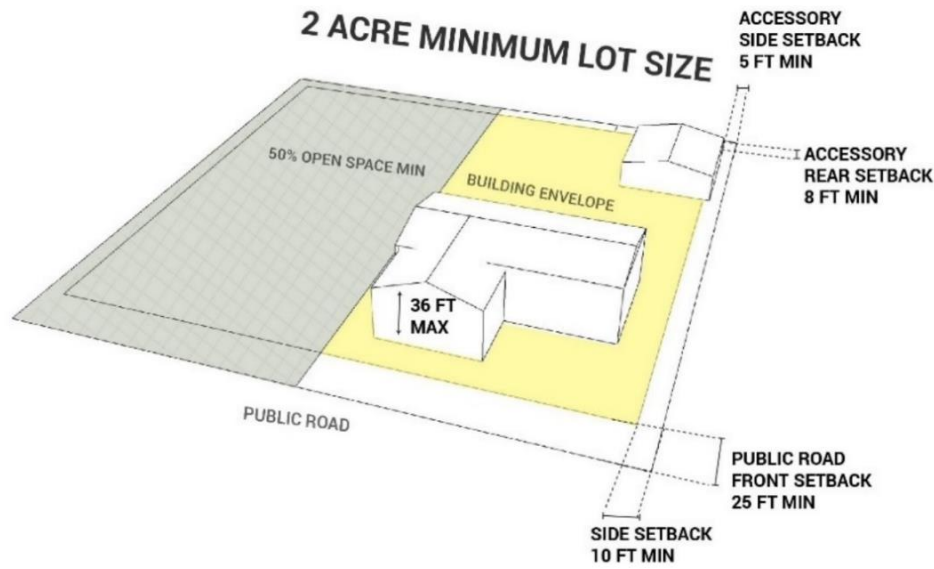 2 ACRE MINIMUM LOT SIZE
ACCESSORY
SIDE SETBACK
5 FT MIN
ACCESSORY
REAR SETBACK
8 FT MIN
50% OPEN SPACE MIN
BUILDING ENVELOPE
36 FT
MAX
PUBLIC ROAD
PUBLIC ROAD
FRONT SETBACK
25 FT MIN
SIDE SETBACK
10 FT MIN